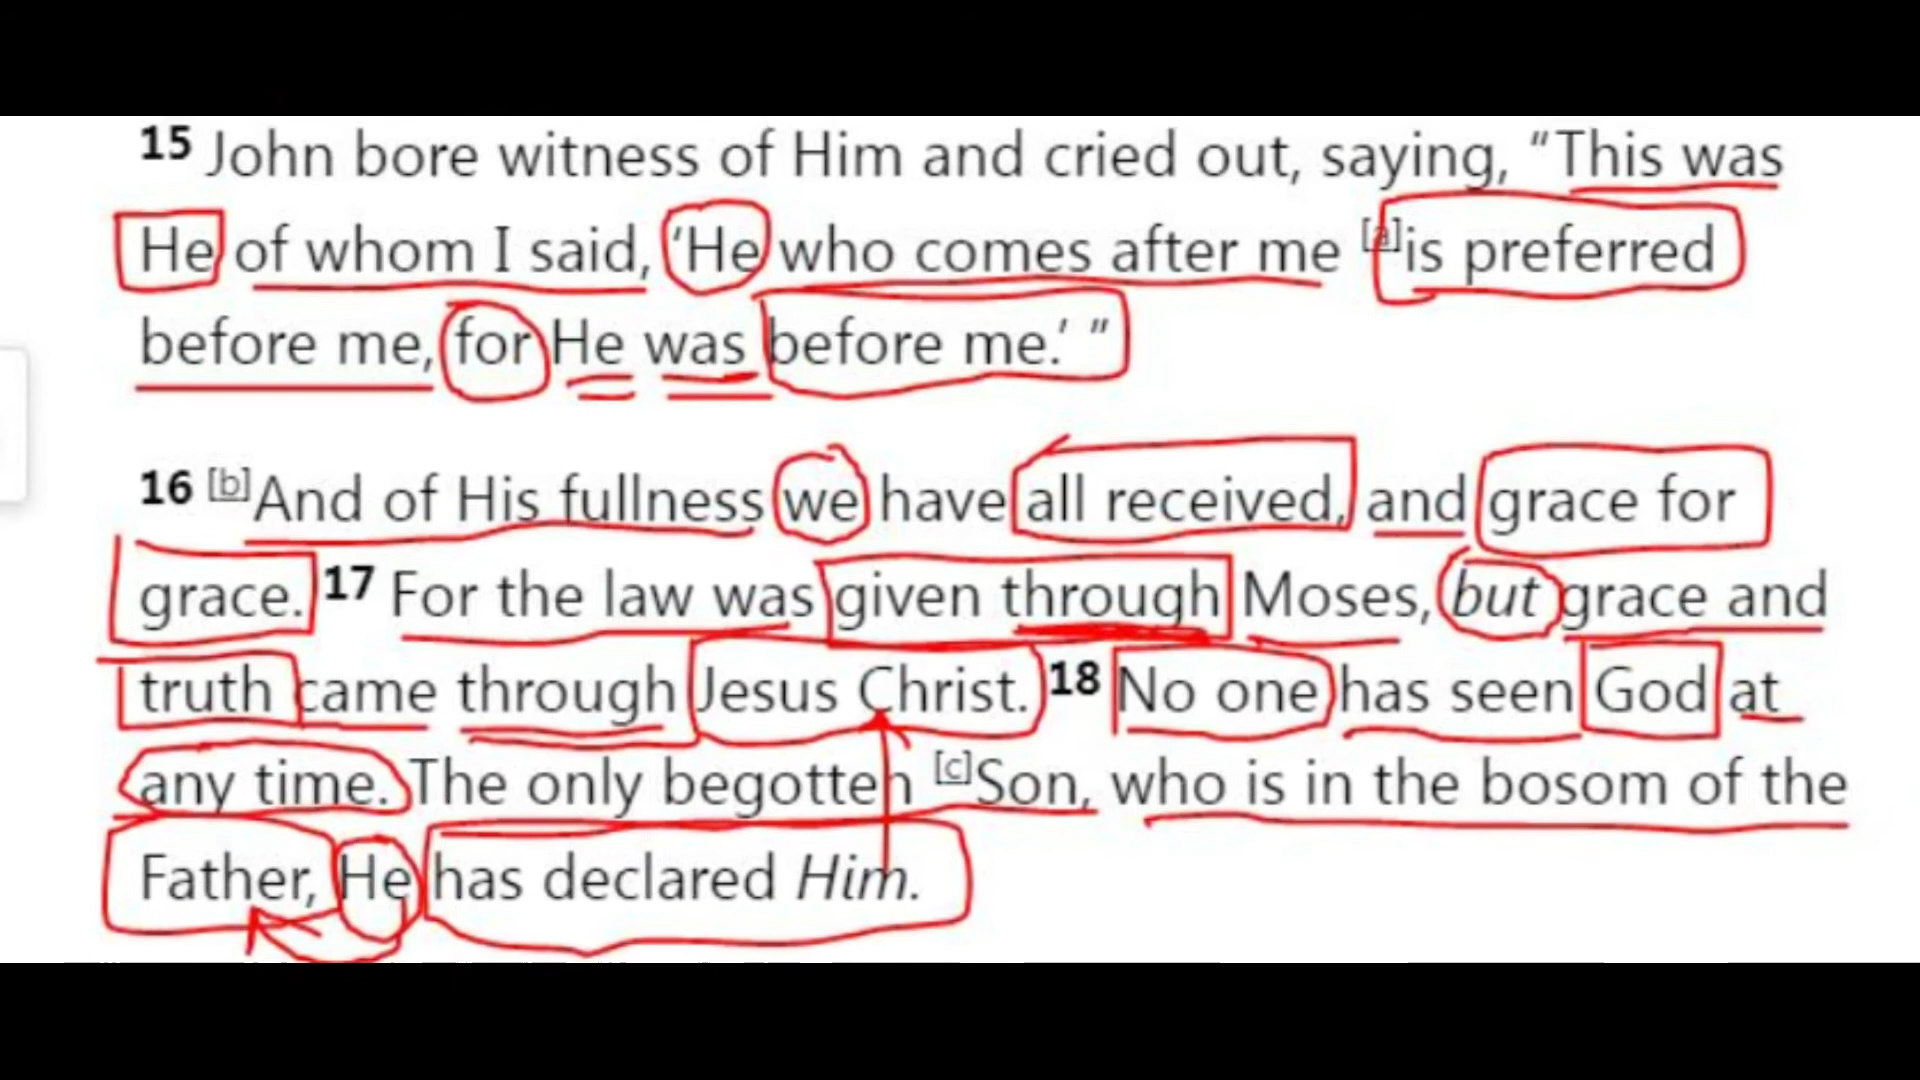 15 John bore witness of Him and cried out, saying, “This was
He of whom I said, ‘He who comes after me [a]is preferred
before me, for He was before me.’ ”
16 [b]And of His fullness we have all received, and grace for
grace. 17 For the law was given through Moses, but grace and
truth came through Jesus Christ. 18 No one has seen God at
any time. The only begotten [c]Son, who is in the bosom of the
Father, He has declared Him.